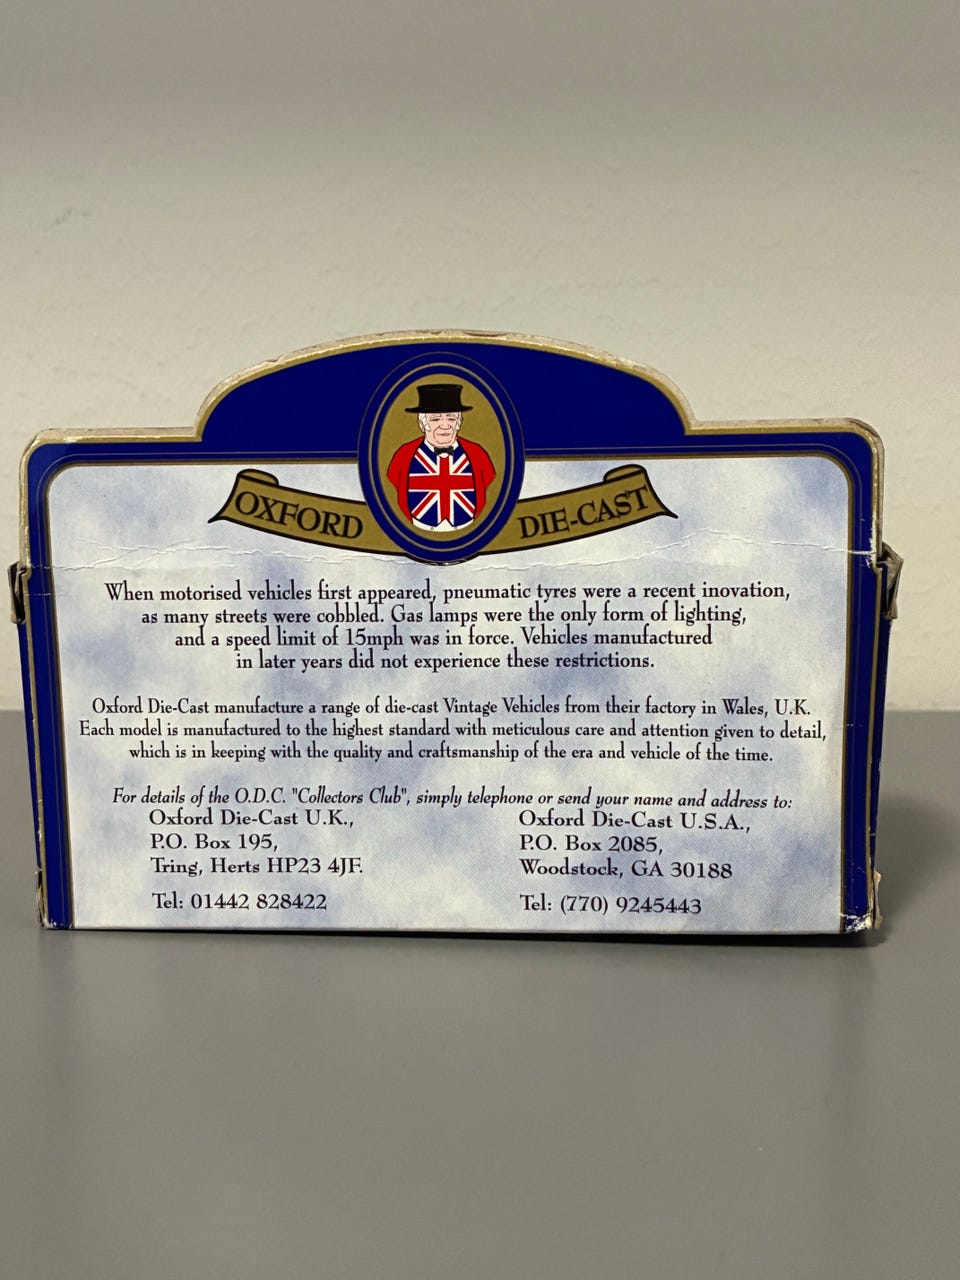 OXFORD DIE-CAST
When motorised vehicles first appeared, pneumatic tyres were a recent inovation,
as many streets were cobbled. Gas lamps were the only form of lighting,
and a speed limit of 15mph was in force. Vehicles manufactured
in later years did not experience these restrictions.
Oxford Die-Cast manufacture a range of die-cast Vintage Vehicles from their factory in Wales, U.K.
Each model is manufactured to the highest standard with meticulous care and attention given to detail,
which is in keeping with the quality and craftsmanship of the era and vehicle of the time.
For details of the O.D.C. "Collectors Club", simply telephone or send your name and address to:
Oxford Die-Cast U.K.,
P.O. Box 195,
Tring, Herts HP23 4JF.
Tel: 01442 828422
Oxford Die-Cast U.S.A.,
P.O. Box 2085,
Woodstock, GA 30188
Tel: (770) 9245443